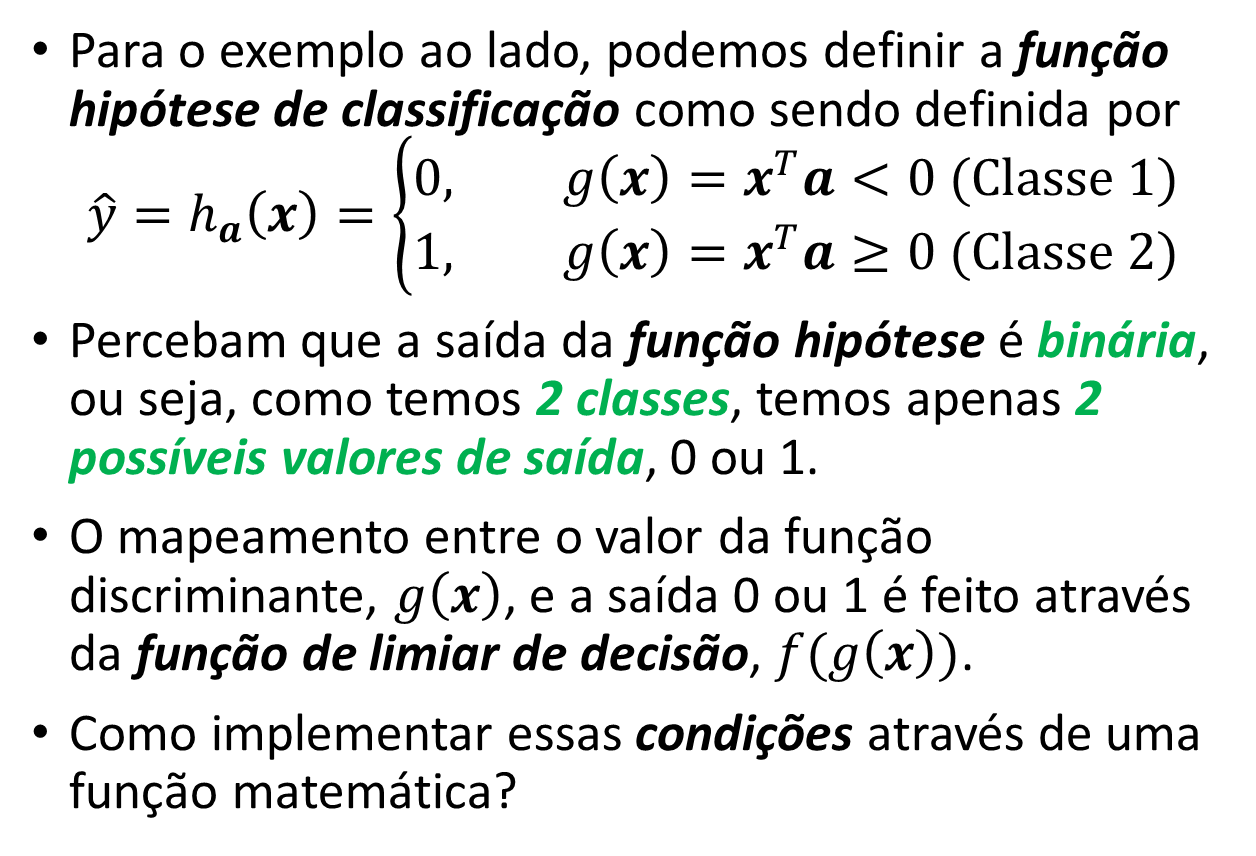 • Para o exemplo ao lado, podemos definir a função
hipótese de classificação como sendo definida por
ŷ = hₐ(x) = { 0, g(x) = xᵀa < 0 (Classe 1)
1, g(x) = xᵀa ≥ 0 (Classe 2)
• Percebam que a saída da função hipótese é binária,
ou seja, como temos 2 classes, temos apenas 2
possíveis valores de saída, 0 ou 1.
• O mapeamento entre o valor da função
discriminante, g(x), e a saída 0 ou 1 é feito através
da função de limiar de decisão, f(g(x)).
• Como implementar essas condições através de uma
função matemática?